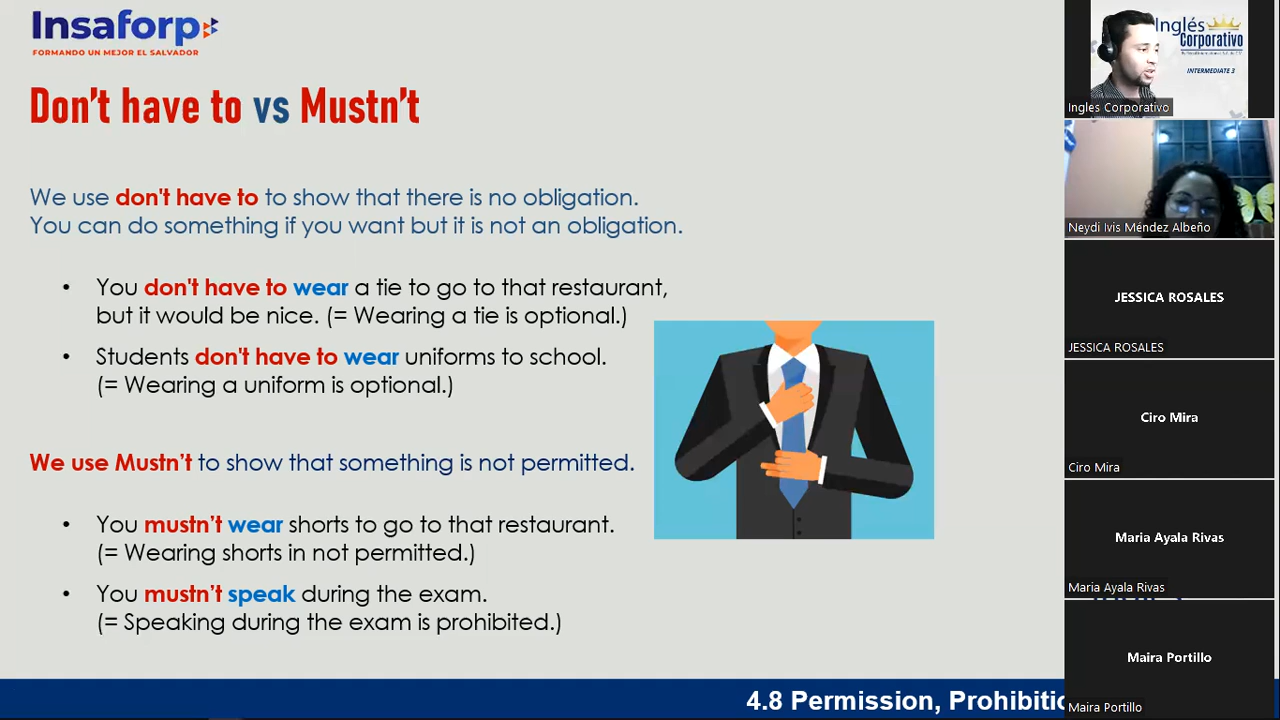 Insaforp
FORMANDO UN MEJOR EL SALVADOR
Don't have to vs Mustn't
We use don't have to to show that there is no obligation.
You can do something if you want but it is not an obligation.
• You don't have to wear a tie to go to that restaurant,
but it would be nice. (= Wearing a tie is optional.)
• Students don't have to wear uniforms to school.
(= Wearing a uniform is optional.)
We use Mustn't to show that something is not permitted.
• You mustn't wear shorts to go to that restaurant.
(= Wearing shorts in not permitted.)
• You mustn't speak during the exam.
(= Speaking during the exam is prohibited.)
4.8 Permission, Prohibitio
Inglés
Corporativo
INTERMEDIATE 3
Ingles Corporativo
Neydi Ivis Méndez Albeño
JESSICA ROSALES
JESSICA ROSALES
Ciro Mira
Ciro Mira
Maria Ayala Rivas
Maria Ayala Rivas
Maira Portillo
Maira Portillo